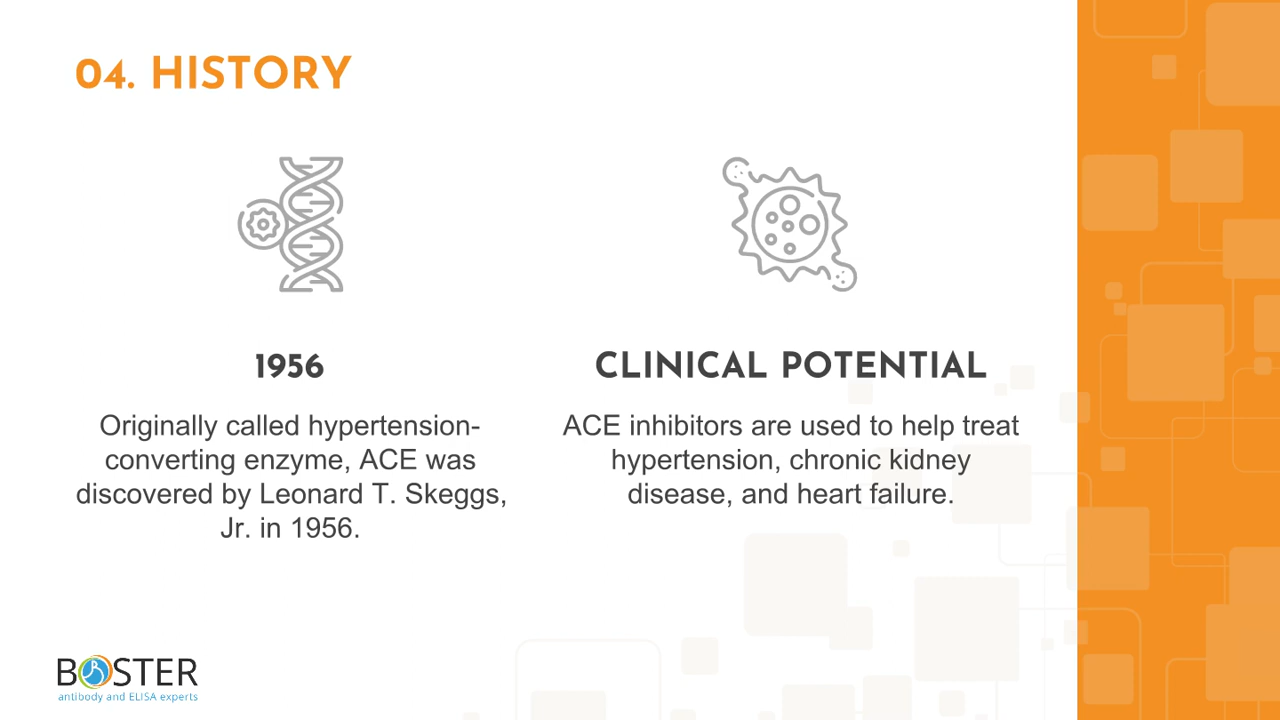 04. HISTORY
1956
Originally called hypertension-
converting enzyme, ACE was
discovered by Leonard T. Skeggs,
Jr. in 1956.
CLINICAL POTENTIAL
ACE inhibitors are used to help treat
hypertension, chronic kidney
disease, and heart failure.
BOSTER
antibody and ELISA experts